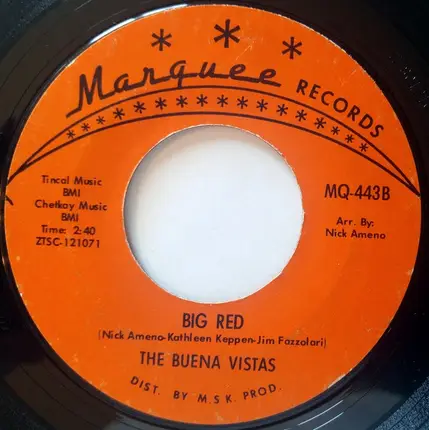 * * *
Marquee RECORDS
Tincal Music
BMI
Chetkay Music
BMI
Time: 2:40
ZTSC-121071
MQ-443B
Arr. By:
Nick Ameno
BIG RED
(Nick Ameno-Kathleen Keppen-Jim Fazzolari)
THE BUENA VISTAS
DIST. BY M.S.K. PROD.